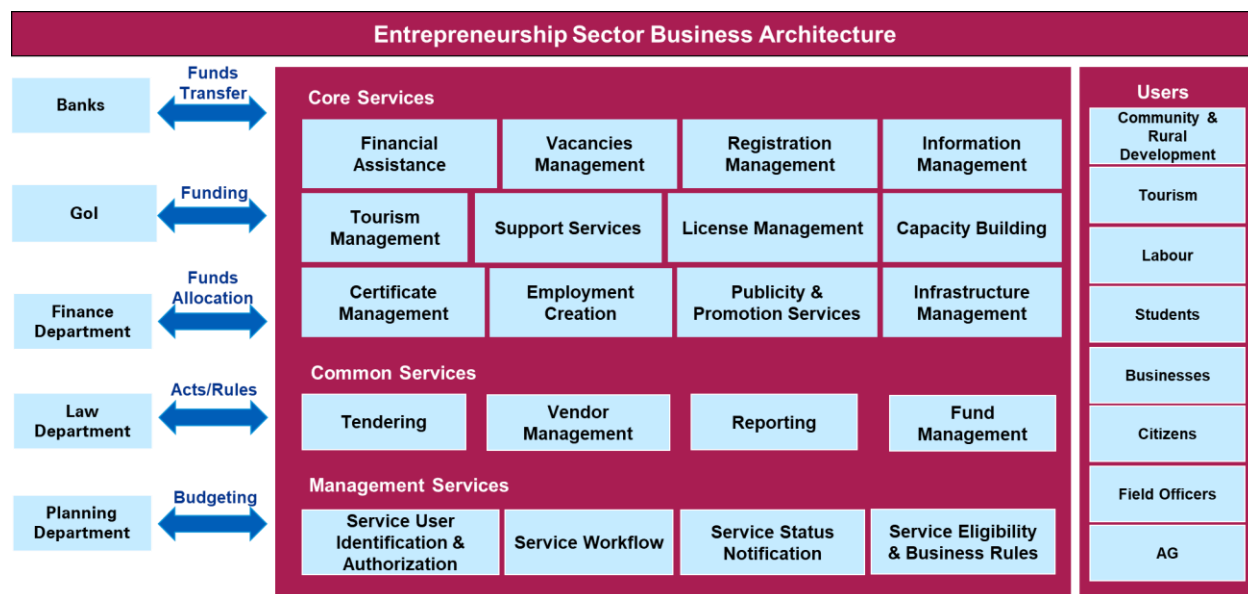 Entrepreneurship Sector Business Architecture
Banks
Funds
Transfer
GoI
Funding
Finance
Department
Funds
Allocation
Law
Department
Acts/Rules
Planning
Department
Budgeting
Core Services
Financial
Assistance
Vacancies
Management
Registration
Management
Information
Management
Tourism
Management
Support Services
License Management
Capacity Building
Certificate
Management
Employment
Creation
Publicity &
Promotion Services
Infrastructure
Management
Common Services
Tendering
Vendor
Management
Reporting
Fund
Management
Management Services
Service User
Identification &
Authorization
Service Workflow
Service Status
Notification
Service Eligibility
& Business Rules
Users
Community &
Rural
Development
Tourism
Labour
Students
Businesses
Citizens
Field Officers
AG